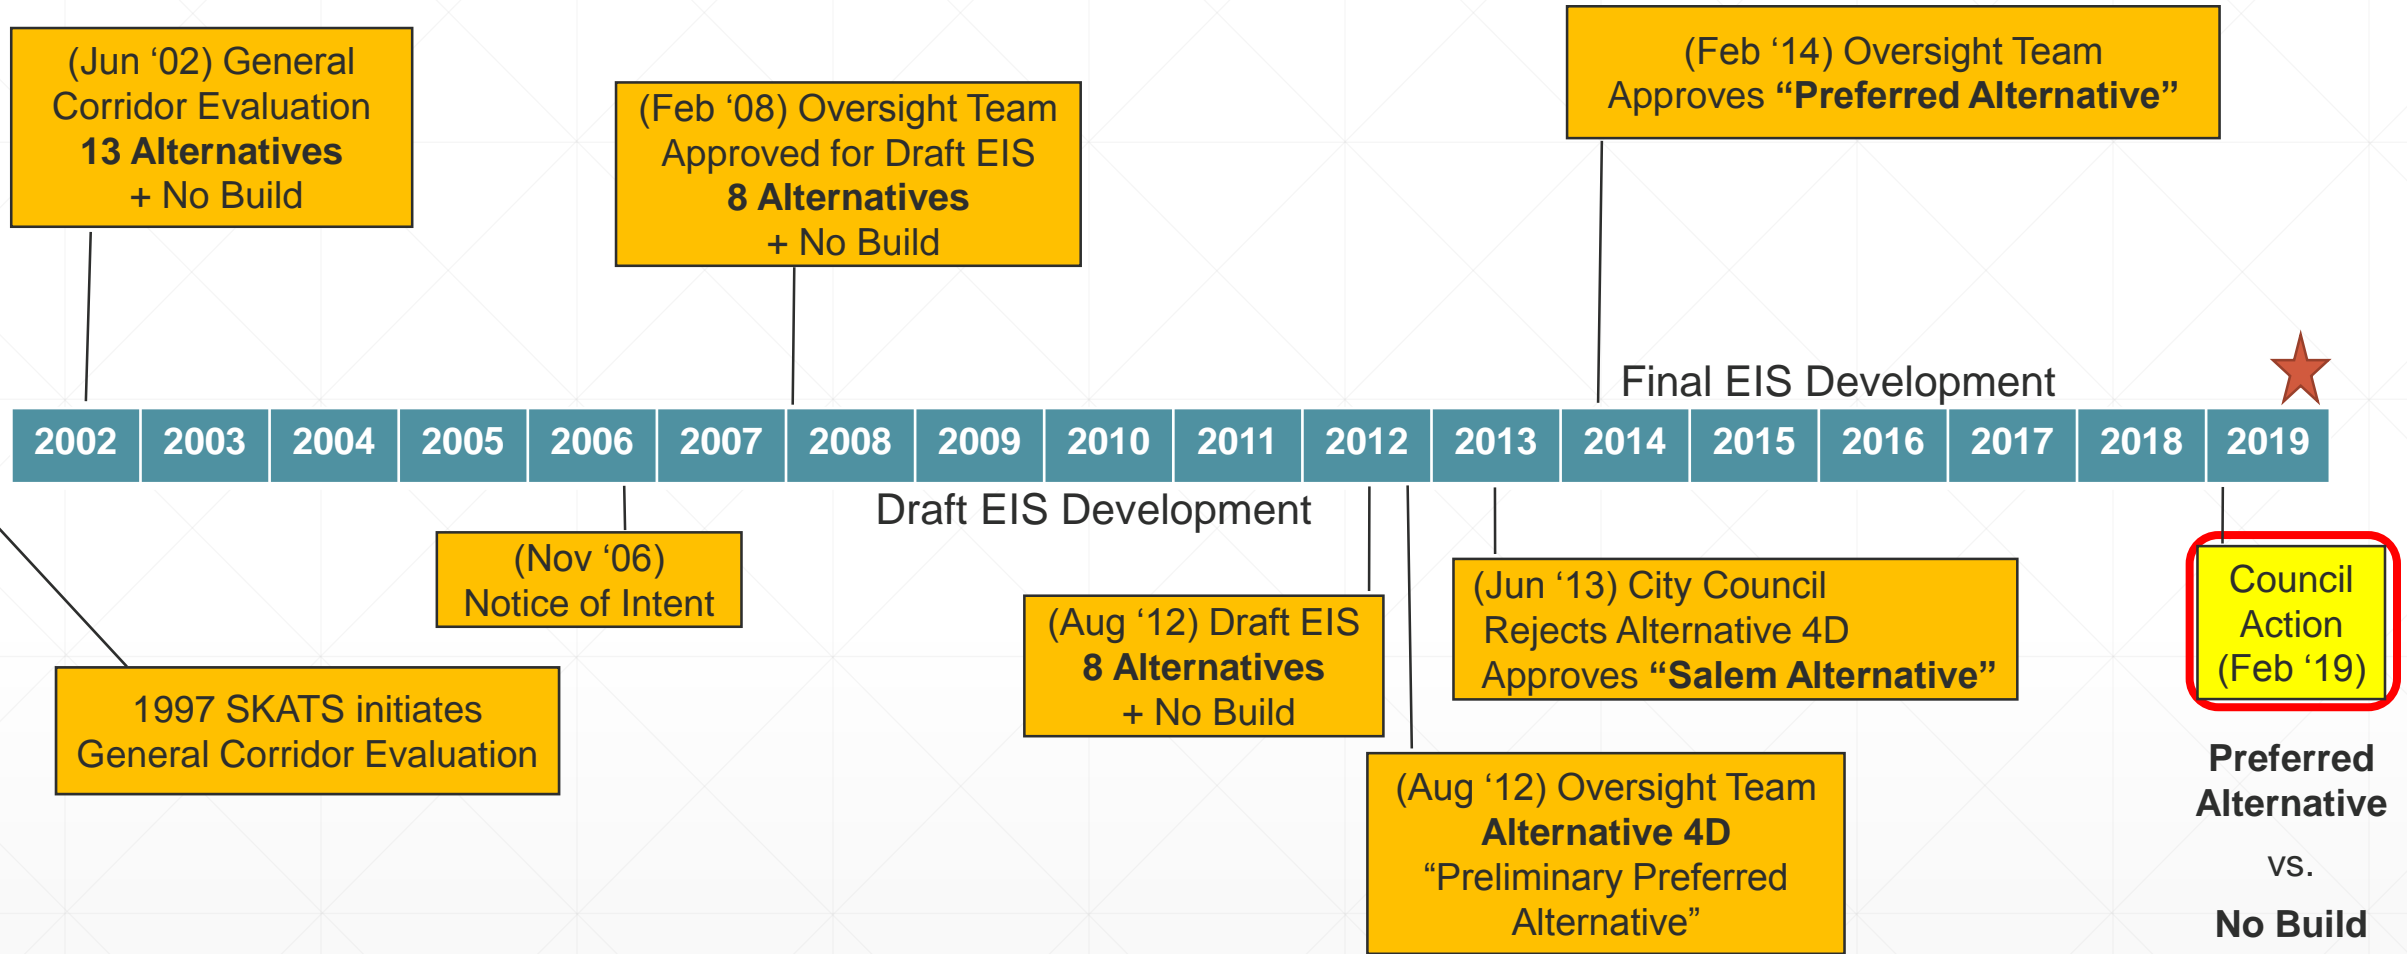 (Jun ‘02) General
Corridor Evaluation
13 Alternatives
+ No Build
(Feb ‘08) Oversight Team
Approved for Draft EIS
8 Alternatives
+ No Build
(Feb ‘14) Oversight Team
Approves “Preferred Alternative”
Final EIS Development
2002 2003 2004 2005 2006 2007 2008 2009 2010 2011 2012 2013 2014 2015 2016 2017 2018 2019
Draft EIS Development
1997 SKATS initiates
General Corridor Evaluation
(Nov ‘06)
Notice of Intent
(Aug ‘12) Draft EIS
8 Alternatives
+ No Build
(Aug ‘12) Oversight Team
Alternative 4D
“Preliminary Preferred
Alternative”
(Jun ‘13) City Council
Rejects Alternative 4D
Approves “Salem Alternative”
Council
Action
(Feb ‘19)
Preferred
Alternative
vs.
No Build